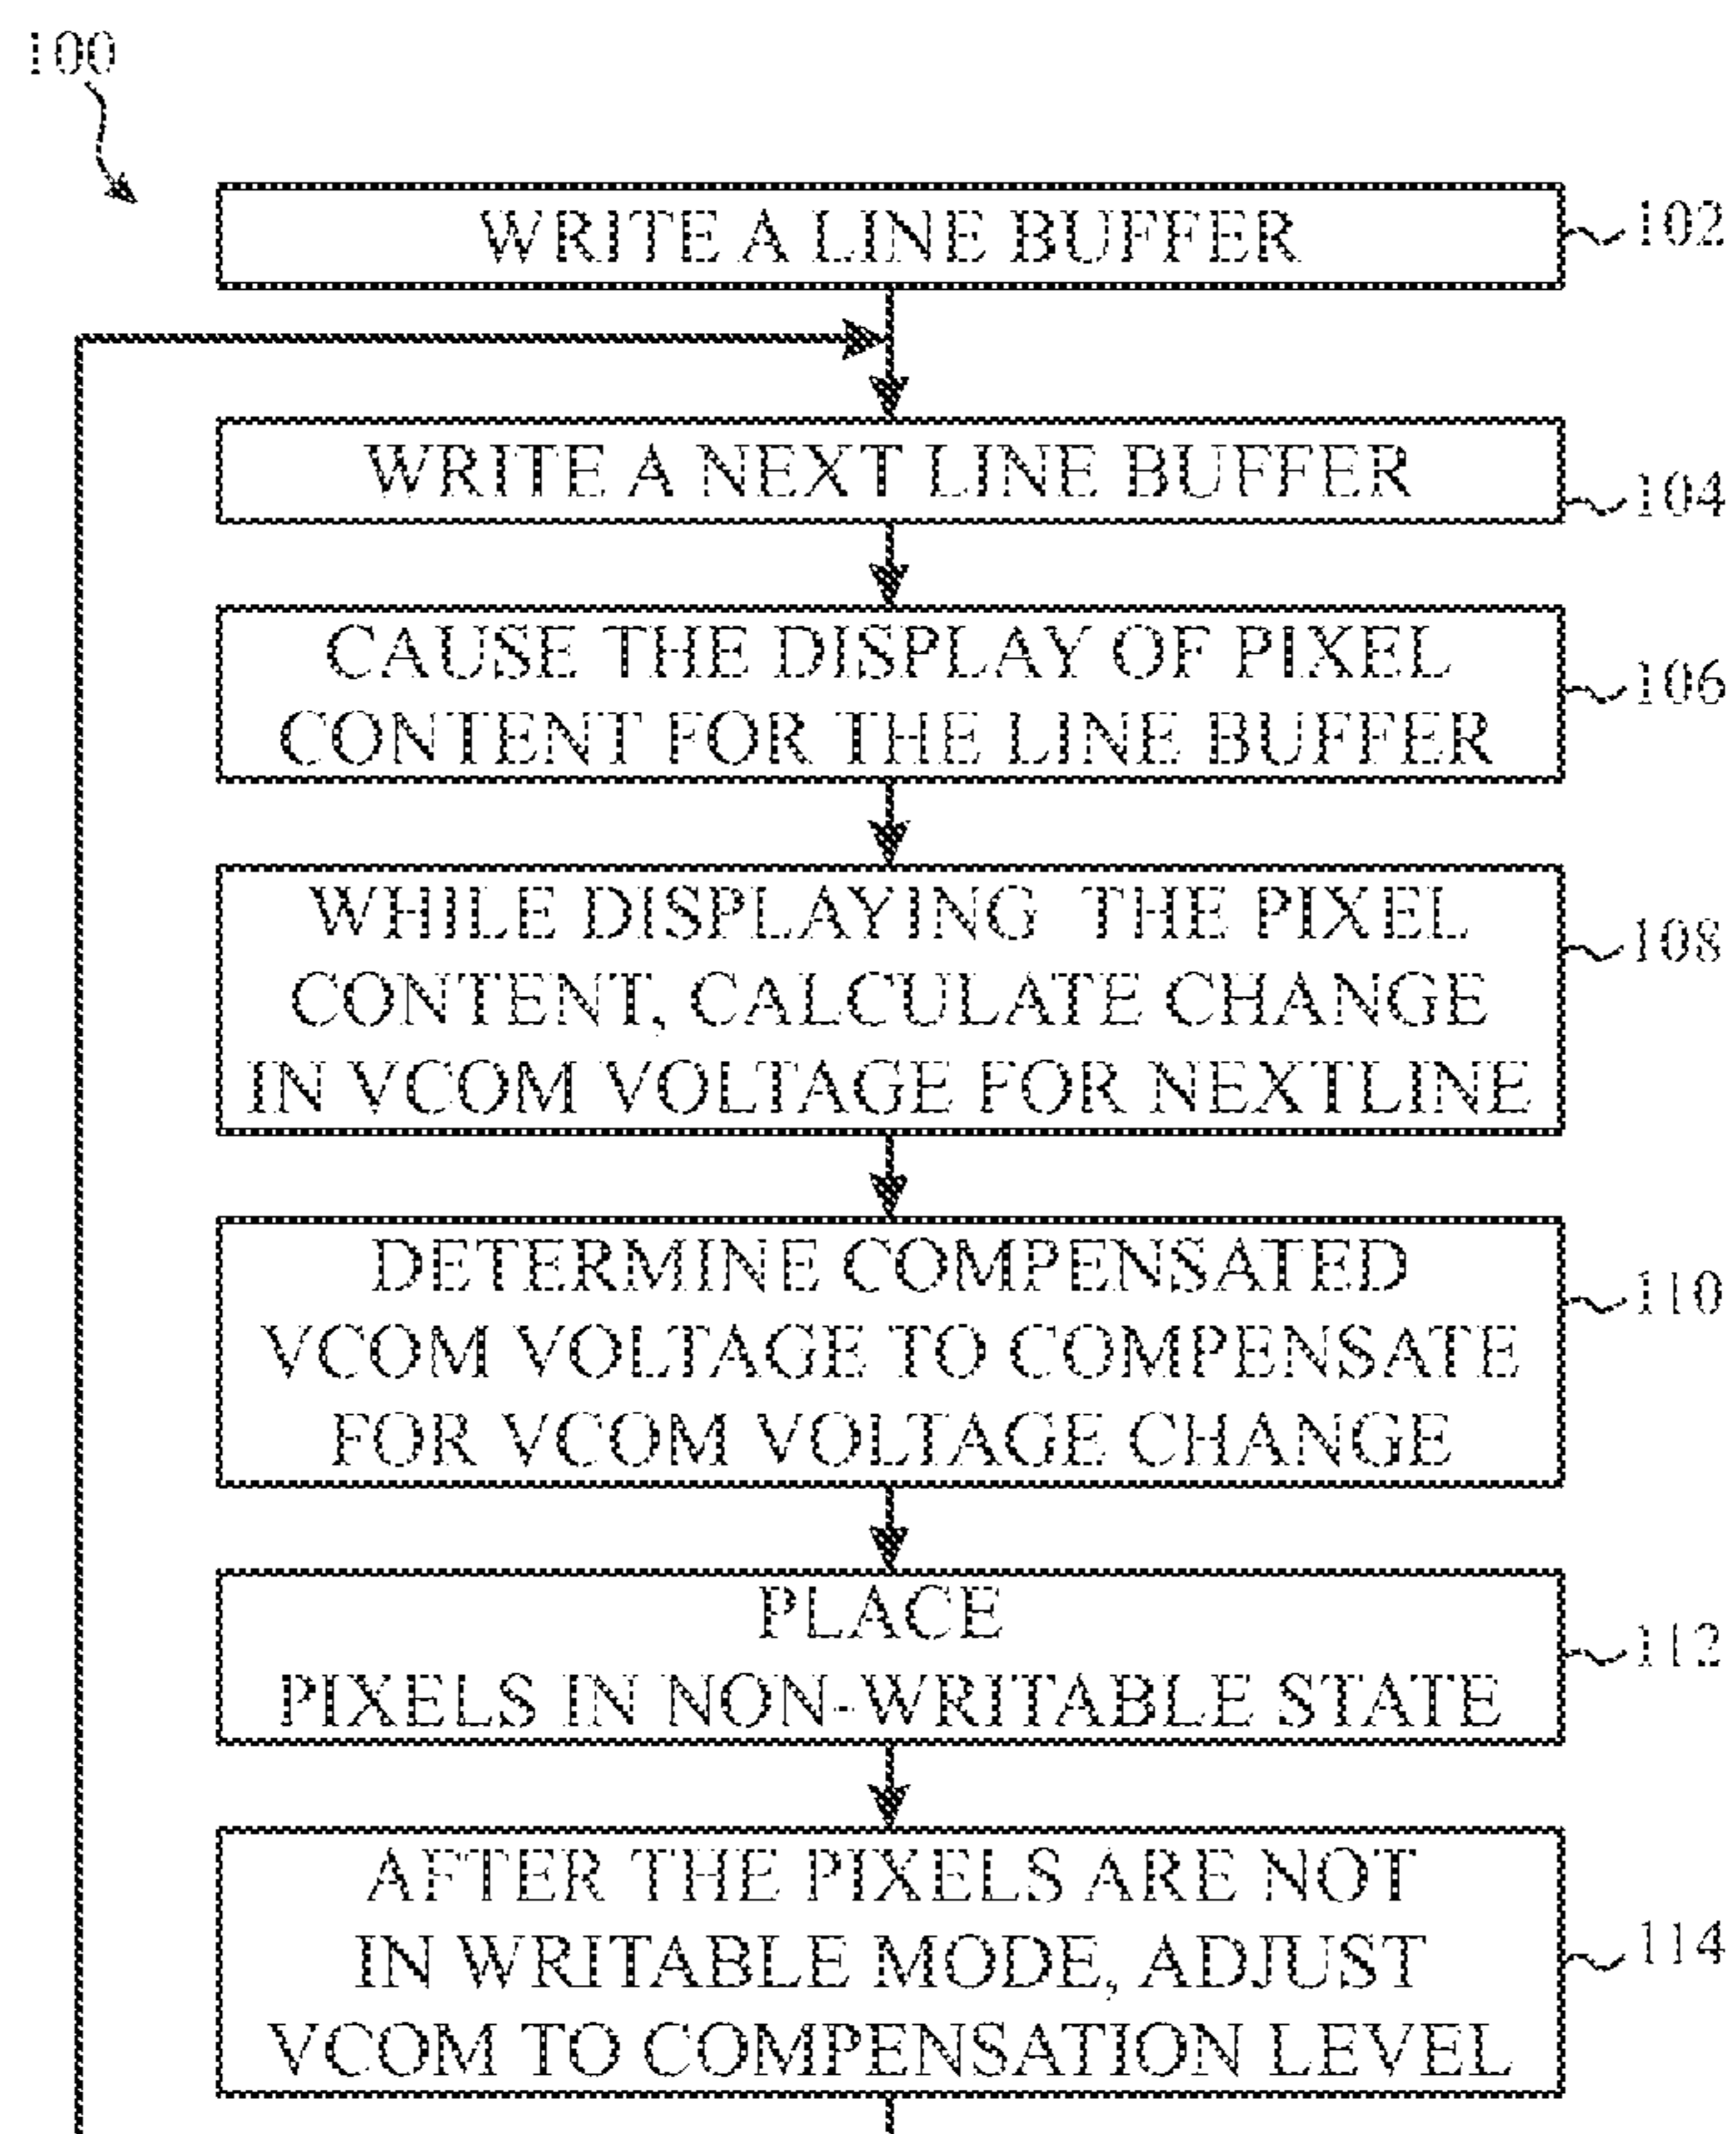 100
WRITE A LINE BUFFER
102
WRITE A NEXT LINE BUFFER
104
CAUSE THE DISPLAY OF PIXEL
CONTENT FOR THE LINE BUFFER
106
WHILE DISPLAYING THE PIXEL
CONTENT, CALCULATE CHANGE
IN VCOM VOLTAGE FOR NEXTLINE
108
DETERMINE COMPENSATED
VCOM VOLTAGE TO COMPENSATE
FOR VCOM VOLTAGE CHANGE
110
PLACE
PIXELS IN NON-WRITABLE STATE
112
AFTER THE PIXELS ARE NOT
IN WRITABLE MODE, ADJUST
VCOM TO COMPENSATION LEVEL
114